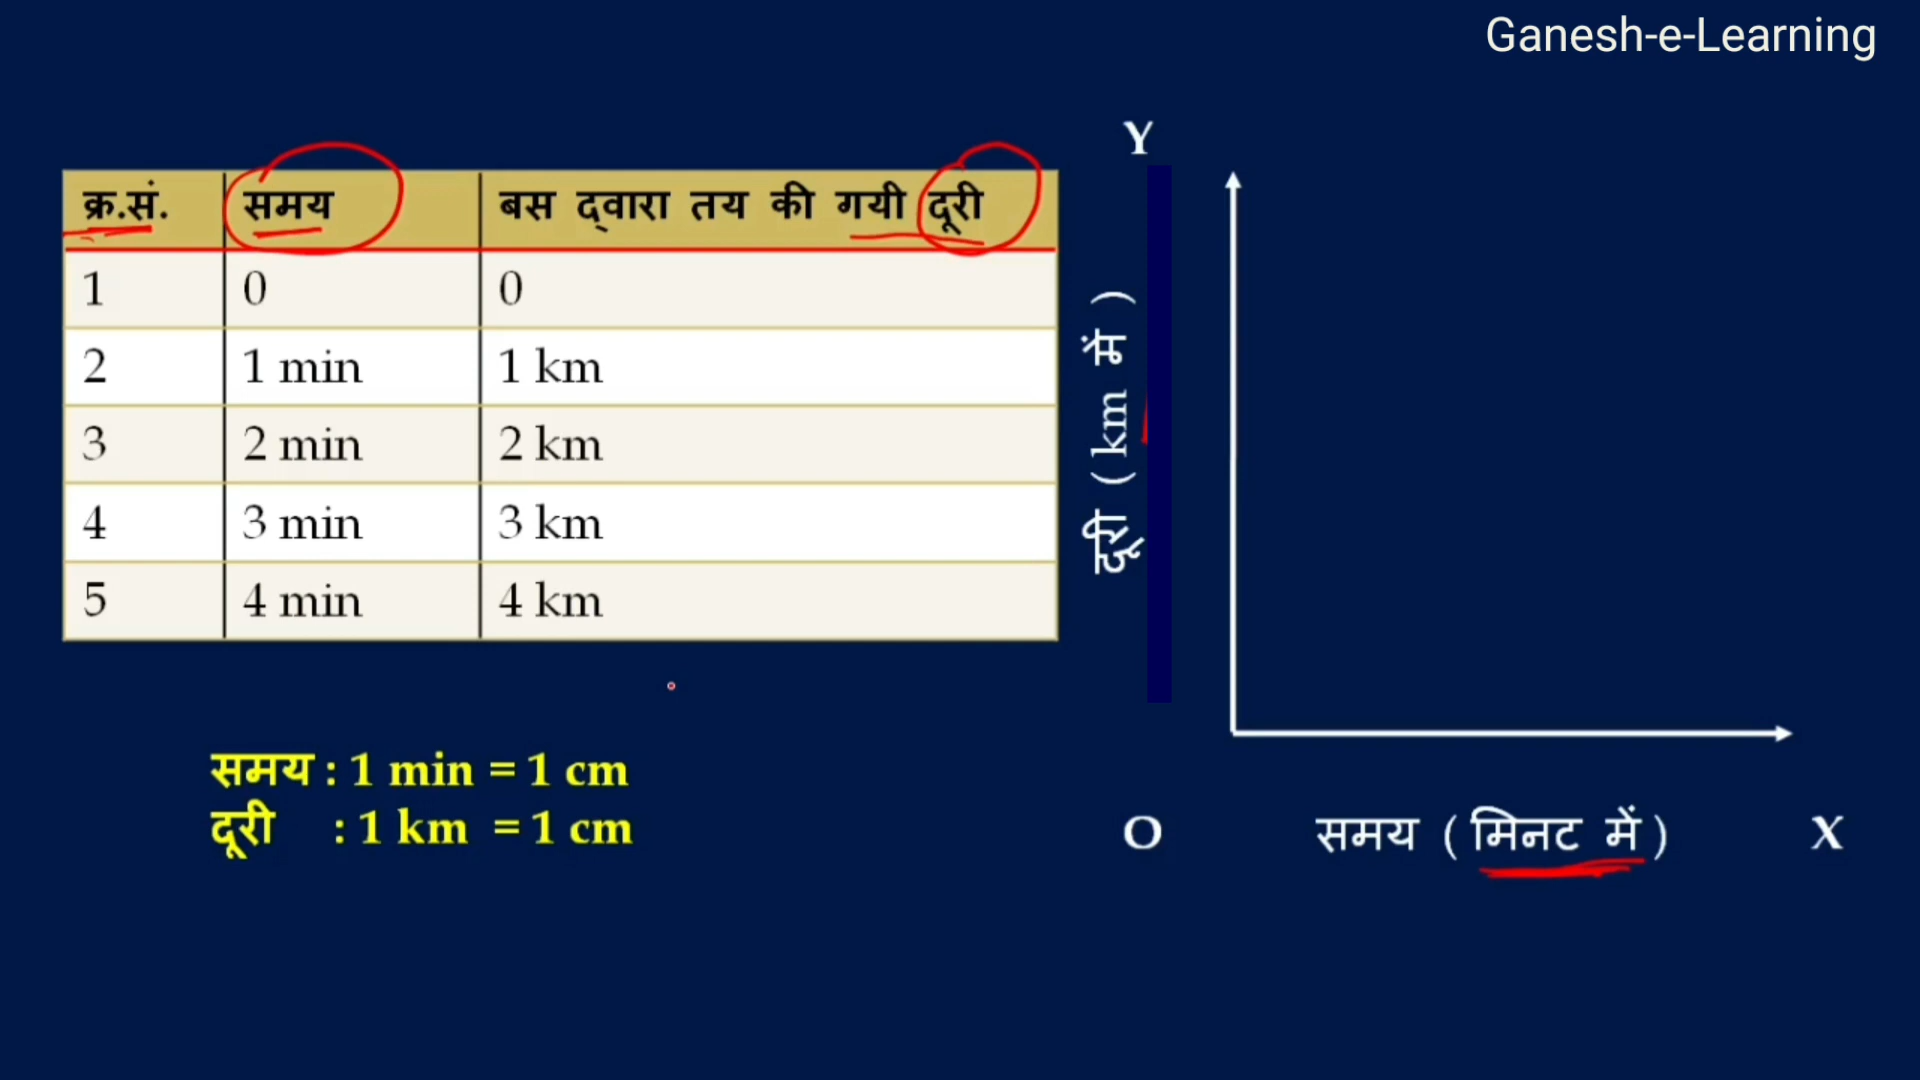 Ganesh-e-Learning
क्र.सं. समय बस द्वारा तय की गयी दूरी
1 0 0
2 1 min 1 km
3 2 min 2 km
4 3 min 3 km
5 4 min 4 km
समय : 1 min = 1 cm
दूरी : 1 km = 1 cm
Y
दूरी ( km में )
O समय ( मिनट में ) X